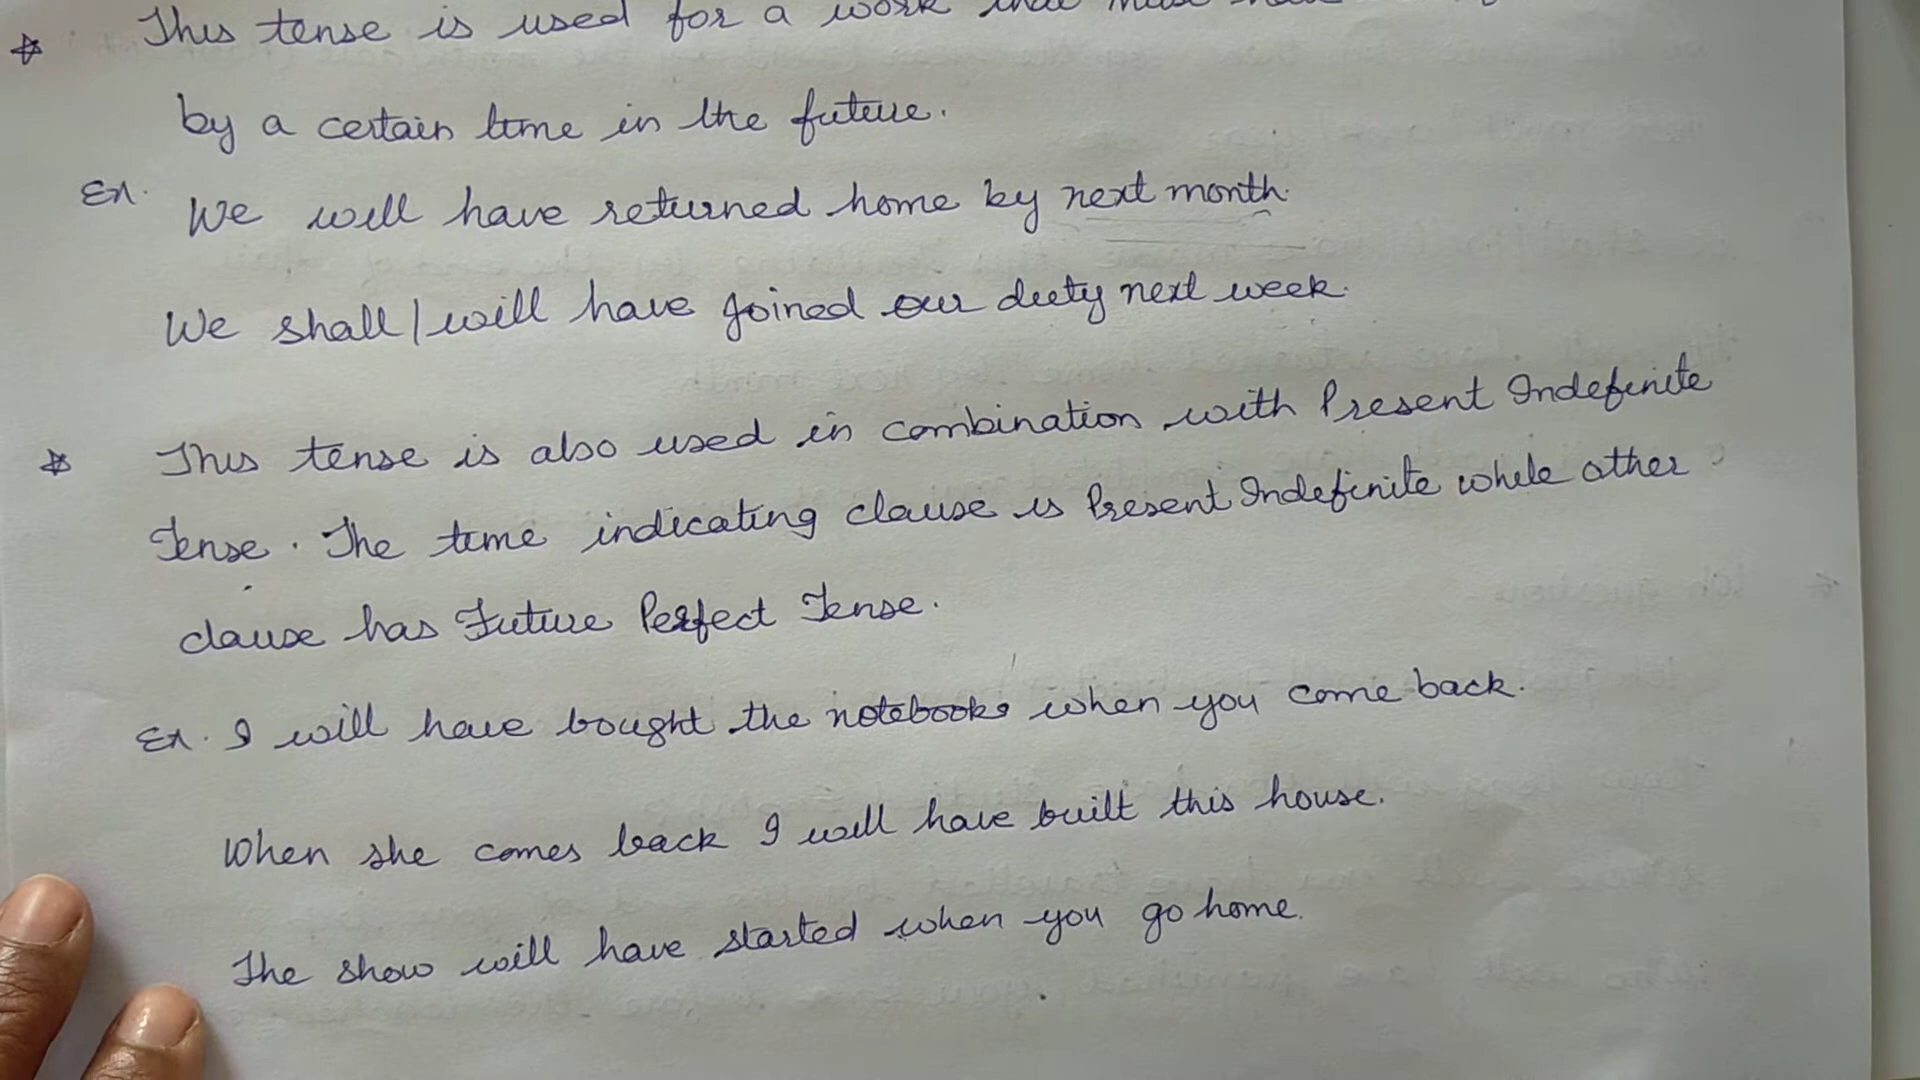 This tense is used for a work that must have
by a certain time in the future.
Ex. We will have returned home by next month.
We shall/will have joined our duty next week.
This tense is also used in combination with Present Indefinite
Tense. The time indicating clause is Present Indefinite while other
clause has Future Perfect Tense.
Ex. I will have bought the notebooks when you come back.
When she comes back I will have built this house.
The show will have started when you go home.